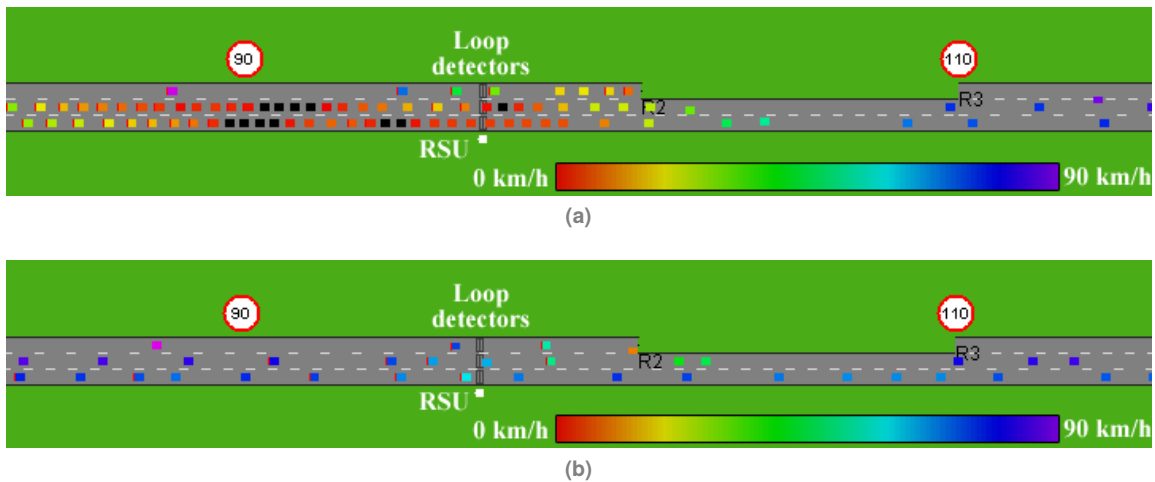 90
Loop
detectors
110
R2
R3
RSU
0 km/h
90 km/h
(a)
90
Loop
detectors
110
R2
R3
RSU
0 km/h
90 km/h
(b)